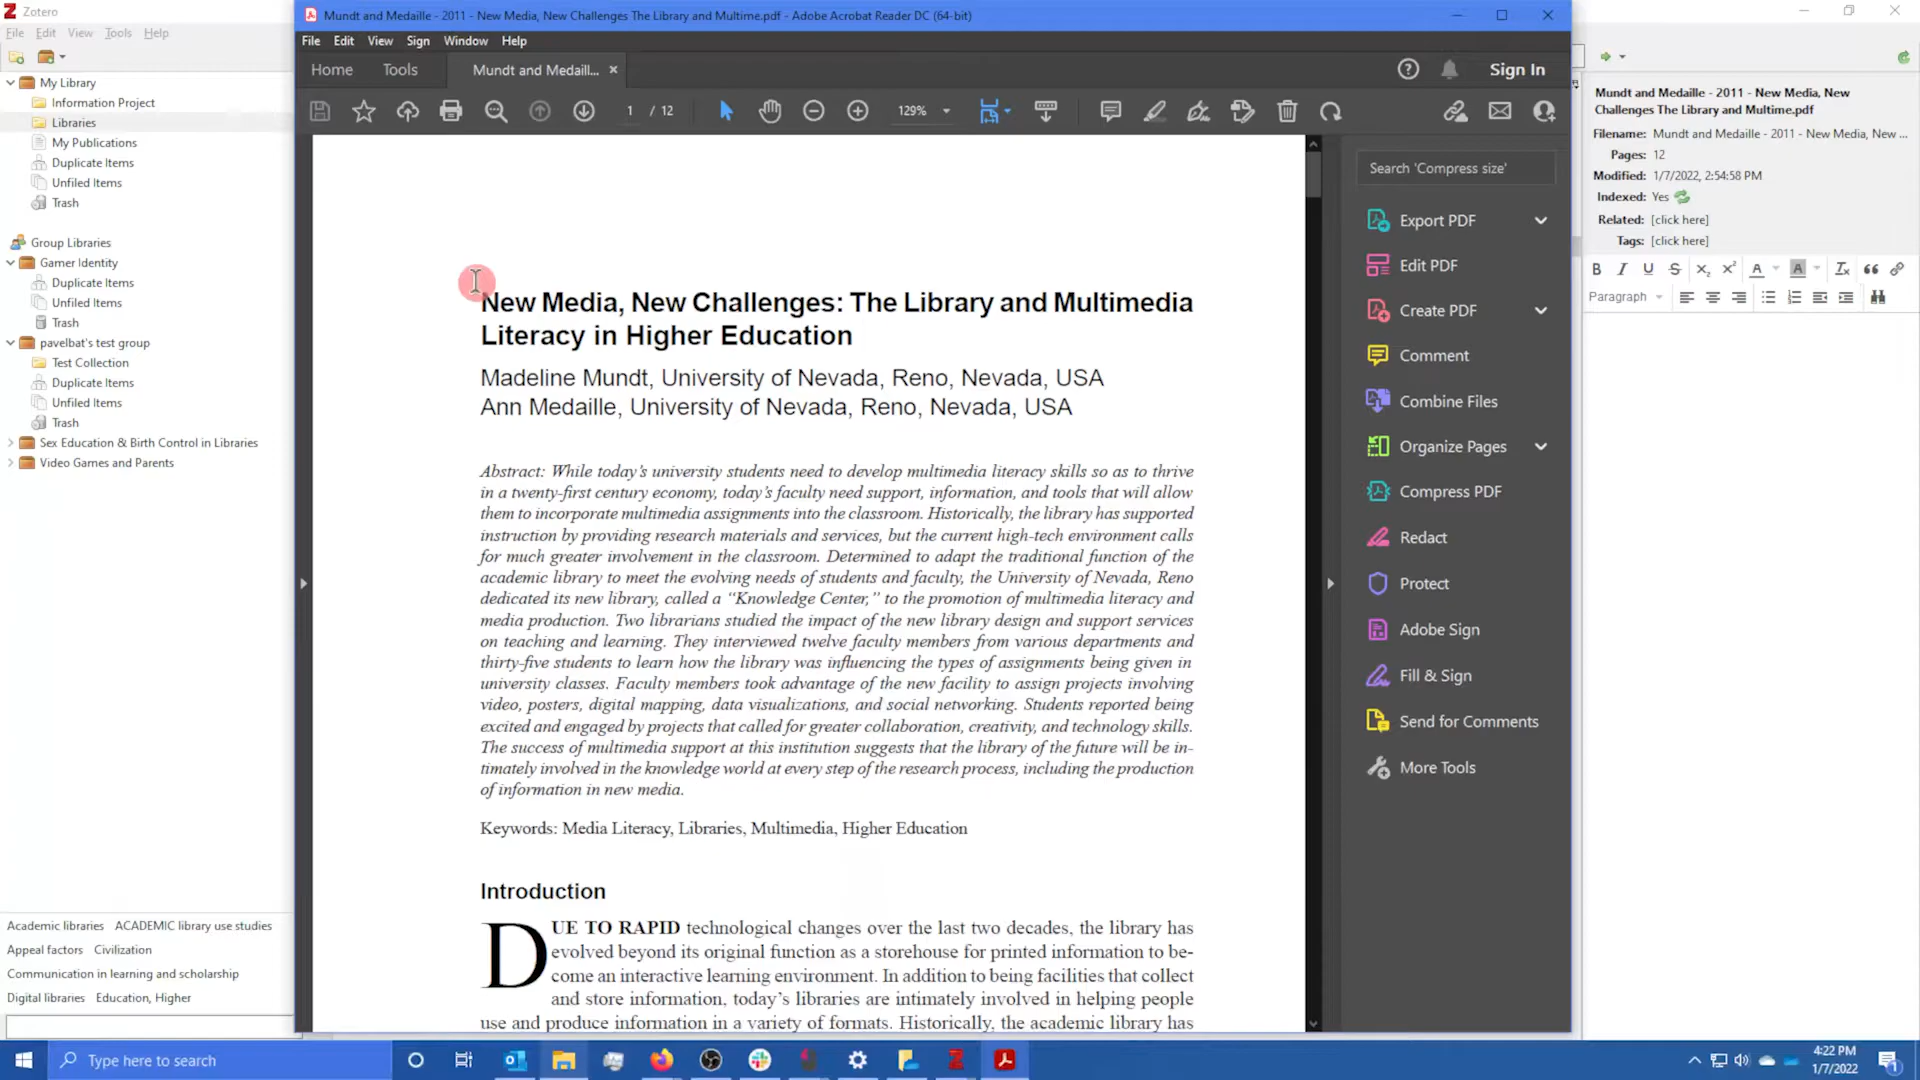 Zotero
File Edit View Tools Help
My Library
Information Project
Libraries
My Publications
Duplicate Items
Unfiled Items
Trash
Group Libraries
Gamer Identity
Duplicate Items
Unfiled Items
Trash
pavelbat's test group
Test Collection
Duplicate Items
Unfiled Items
Trash
Sex Education & Birth Control in Libraries
Video Games and Parents
Academic libraries ACADEMIC library use studies
Appeal factors Civilization
Communication in learning and scholarship
Digital libraries Education, Higher
Mundt and Medaille - 2011 - New Media, New Challenges The Library and Multime.pdf - Adobe Acrobat Reader DC (64-bit)
File Edit View Sign Window Help
Home Tools Mundt and Medaill... Sign In
1 / 12 129%
New Media, New Challenges: The Library and Multimedia
Literacy in Higher Education
Madeline Mundt, University of Nevada, Reno, Nevada, USA
Ann Medaille, University of Nevada, Reno, Nevada, USA
Abstract: While today's university students need to develop multimedia literacy skills so as to thrive
in a twenty-first century economy, today's faculty need support, information, and tools that will allow
them to incorporate multimedia assignments into the classroom. Historically, the library has supported
instruction by providing research materials and services, but the current high-tech environment calls
for much greater involvement in the classroom. Determined to adapt the traditional function of the
academic library to meet the evolving needs of students and faculty, the University of Nevada, Reno
dedicated its new library, called a “Knowledge Center,” to the promotion of multimedia literacy and
media production. Two librarians studied the impact of the new library design and support services
on teaching and learning. They interviewed twelve faculty members from various departments and
thirty-five students to learn how the library was influencing the types of assignments being given in
university classes. Faculty members took advantage of the new facility to assign projects involving
video, posters, digital mapping, data visualizations, and social networking. Students reported being
excited and engaged by projects that called for greater collaboration, creativity, and technology skills.
The success of multimedia support at this institution suggests that the library of the future will be in-
timately involved in the knowledge world at every step of the research process, including the production
of information in new media.
Keywords: Media Literacy, Libraries, Multimedia, Higher Education
Introduction
DUE TO RAPID technological changes over the last two decades, the library has
evolved beyond its original function as a storehouse for printed information to be-
come an interactive learning environment. In addition to being facilities that collect
and store information, today's libraries are intimately involved in helping people
use and produce information in a variety of formats. Historically, the academic library has
Search 'Compress size'
Export PDF
Edit PDF
Create PDF
Comment
Combine Files
Organize Pages
Compress PDF
Redact
Protect
Adobe Sign
Fill & Sign
Send for Comments
More Tools
Mundt and Medaille - 2011 - New Media, New
Challenges The Library and Multime.pdf
Filename: Mundt and Medaille - 2011 - New Media, New ...
Pages: 12
Modified: 1/7/2022, 2:54:58 PM
Indexed: Yes
Related: [click here]
Tags: [click here]
Paragraph
Type here to search
4:22 PM
1/7/2022